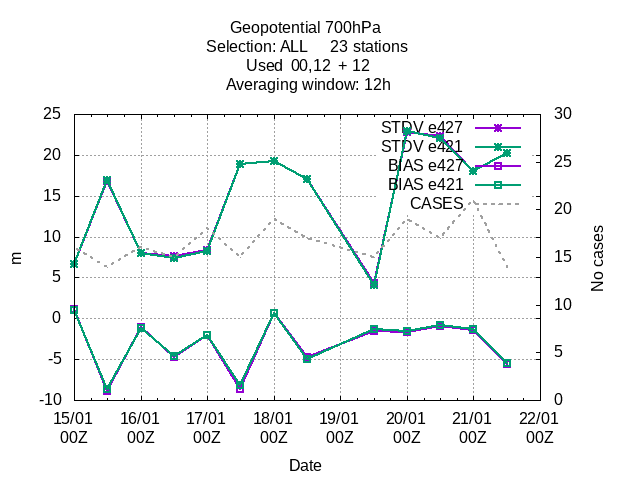 Geopotential 700hPa
Selection: ALL 23 stations
Used 00,12 + 12
Averaging window: 12h
STDV e427
STDV e421
BIAS e427
BIAS e421
CASES
25
20
15
10
5
0
-5
-10
m
30
25
20
15
10
5
0
No cases
15/01 16/01 17/01 18/01 19/01 20/01 21/01 22/01
00Z 00Z 00Z 00Z 00Z 00Z 00Z 00Z
Date